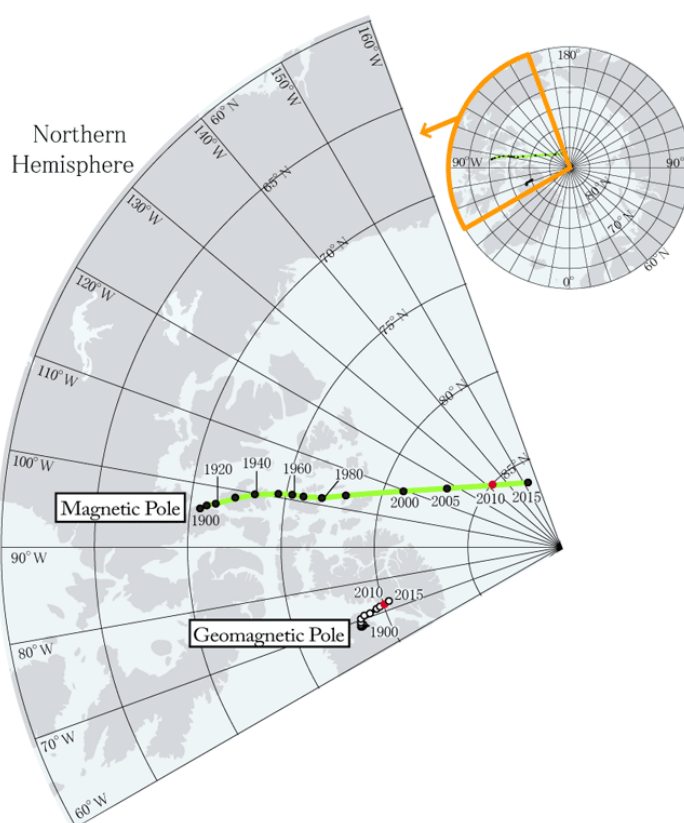 Northern
Hemisphere
160°W
150°W
60°N
140°W
130°W
120°W
110°W
100°W
90°W
80°W
70°W
60°W
65°N
70°N
75°N
80°N
85°N
180°
90°W
90°
80°N
70°N
60°N
0°
1920
1940
1960
1980
Magnetic Pole
1900
2000
2005
2010
2015
2010
2015
Geomagnetic Pole
1900